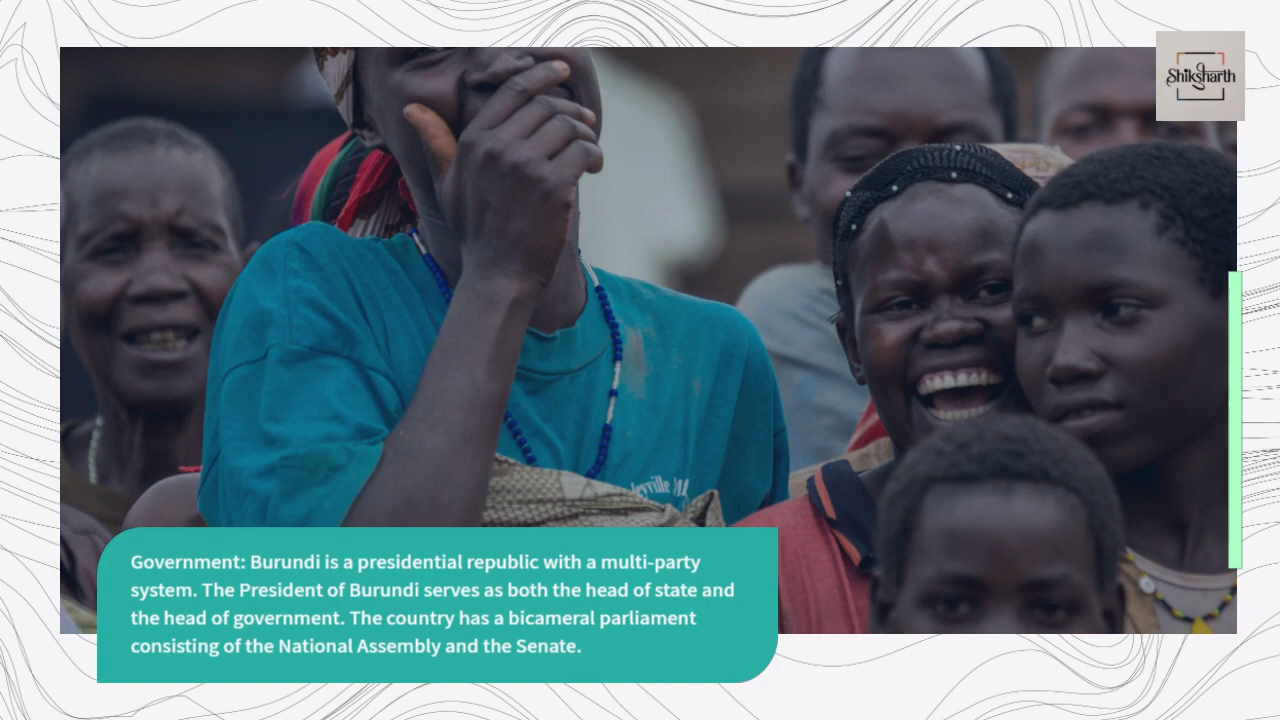 Shiksharth
Government: Burundi is a presidential republic with a multi-party
system. The President of Burundi serves as both the head of state and
the head of government. The country has a bicameral parliament
consisting of the National Assembly and the Senate.